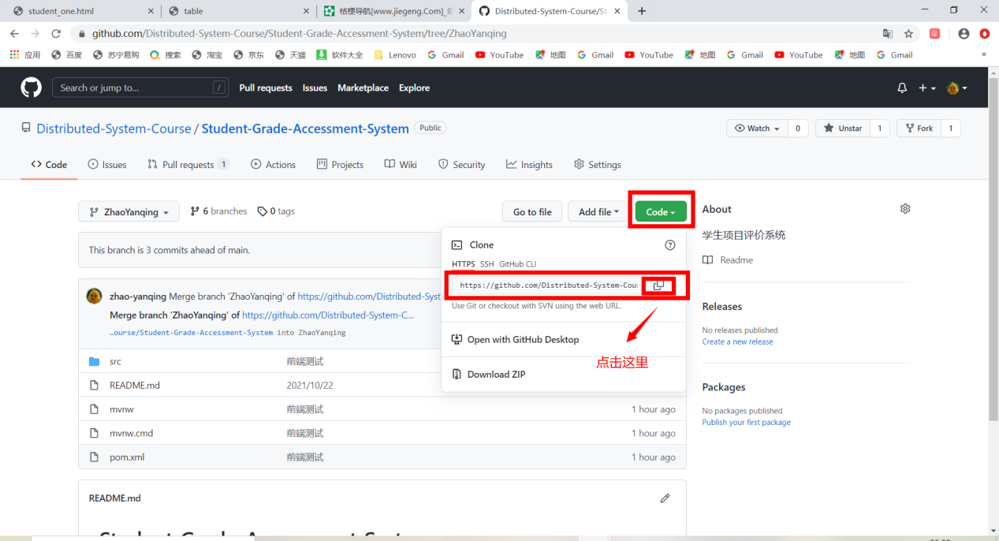 student_one.html
table
桔梗导航[www.jiegeng.Com]_
Distributed-System-Course/St
github.com/Distributed-System-Course/Student-Grade-Accessment-System/tree/ZhaoYanqing
应用 百度 苏宁易购 搜索 淘宝 京东 天猫 软件大全 Lenovo Gmail YouTube 地图 Gmail YouTube 地图 Gmail YouTube 地图 Gmail »
Search or jump to... / Pull requests Issues Marketplace Explore
Distributed-System-Course / Student-Grade-Accessment-System Public
Watch 0 Unstar 1 Fork 1
Code Issues Pull requests 1 Actions Projects Wiki Security Insights Settings
ZhaoYanqing 6 branches 0 tags Go to file Add file Code
This branch is 3 commits ahead of main.
Clone
HTTPS SSH GitHub CLI
https://github.com/Distributed-System-Cou
Use Git or checkout with SVN using the web URL.
Open with GitHub Desktop
点击这里
Download ZIP
zhao-yanqing Merge branch 'ZhaoYanqing' of https://github.com/Distributed-Syst
Merge branch 'ZhaoYanqing' of https://github.com/Distributed-System-C...
…ourse/Student-Grade-Accessment-System into ZhaoYanqing
src 前端测试
README.md 2021/10/22
mvnw 前端测试 1 hour ago
mvnw.cmd 前端测试 1 hour ago
pom.xml 前端测试 1 hour ago
README.md
About
学生项目评价系统
Readme
Releases
No releases published
Create a new release
Packages
No packages published
Publish your first package